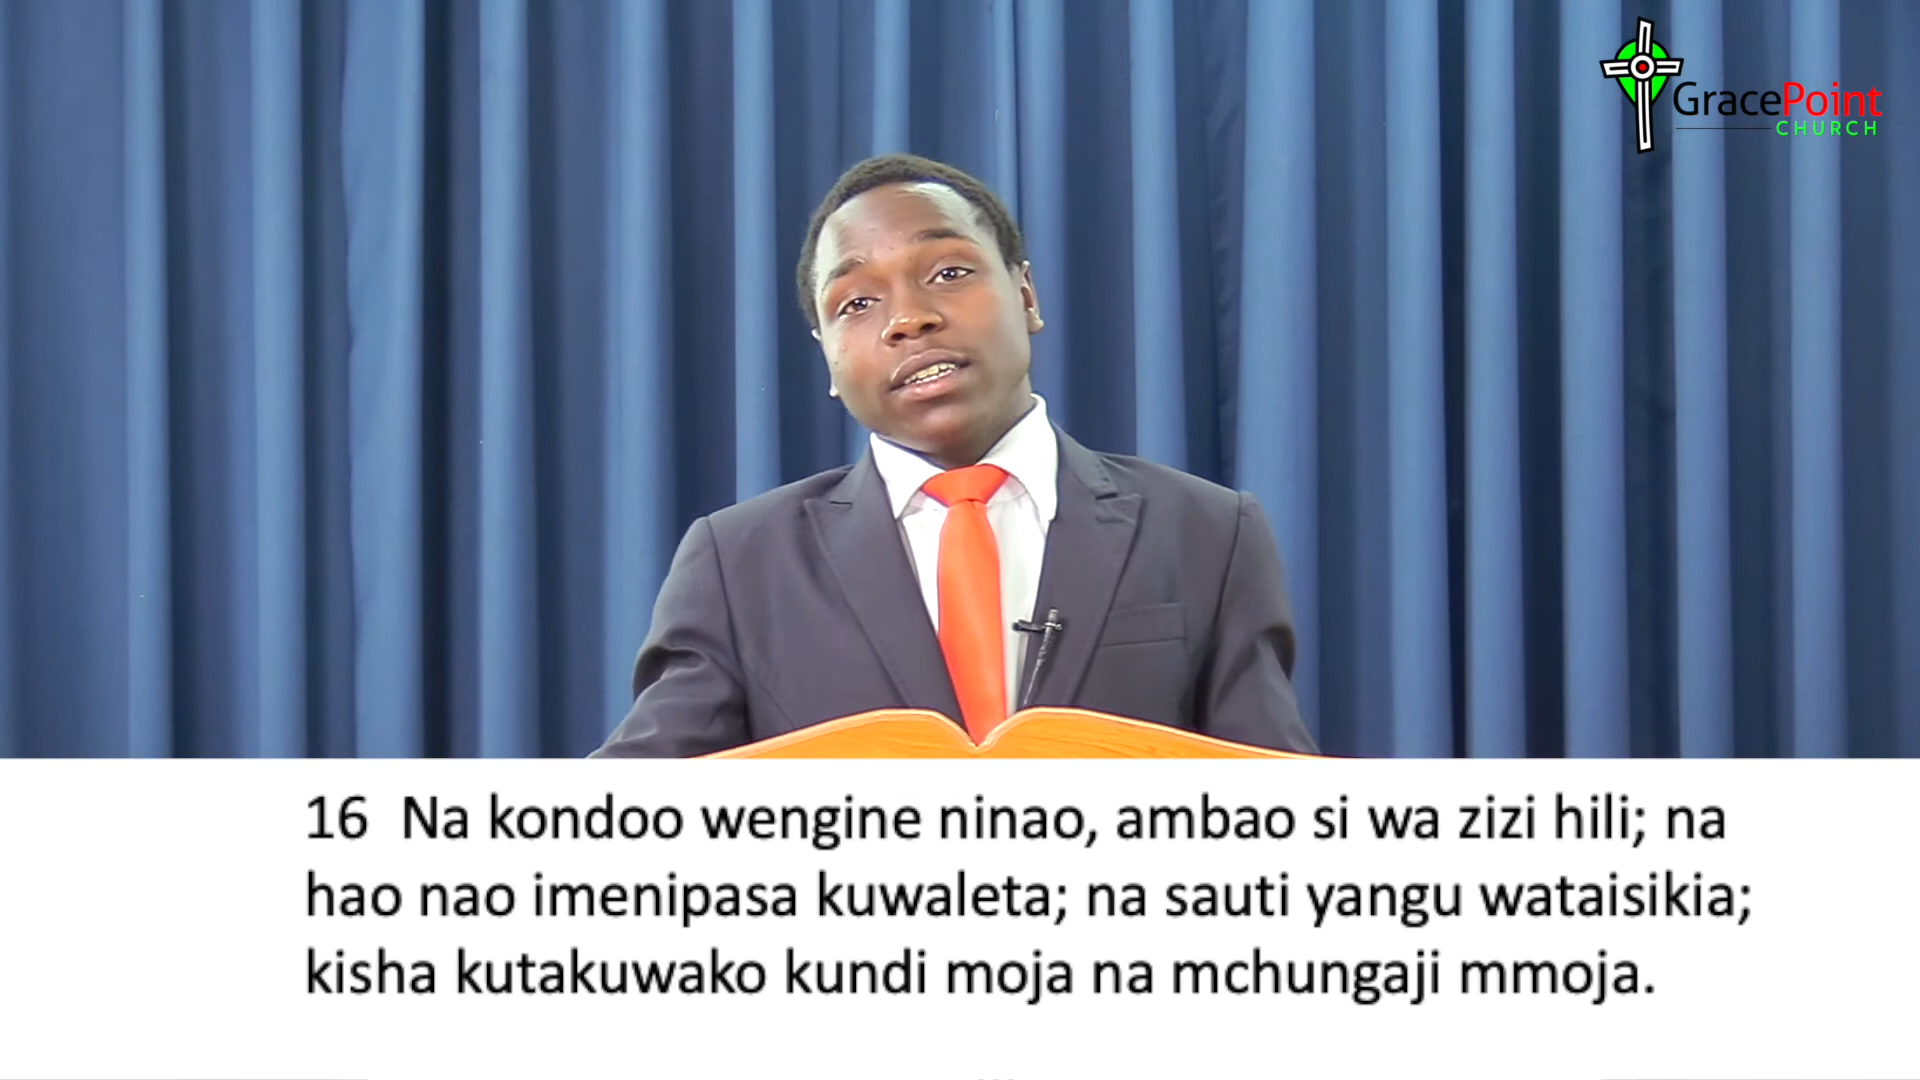 GracePoint
CHURCH
16 Na kondoo wengine ninao, ambao si wa zizi hili; na
hao nao imenipasa kuwaleta; na sauti yangu wataisikia;
kisha kutakuwako kundi moja na mchungaji mmoja.